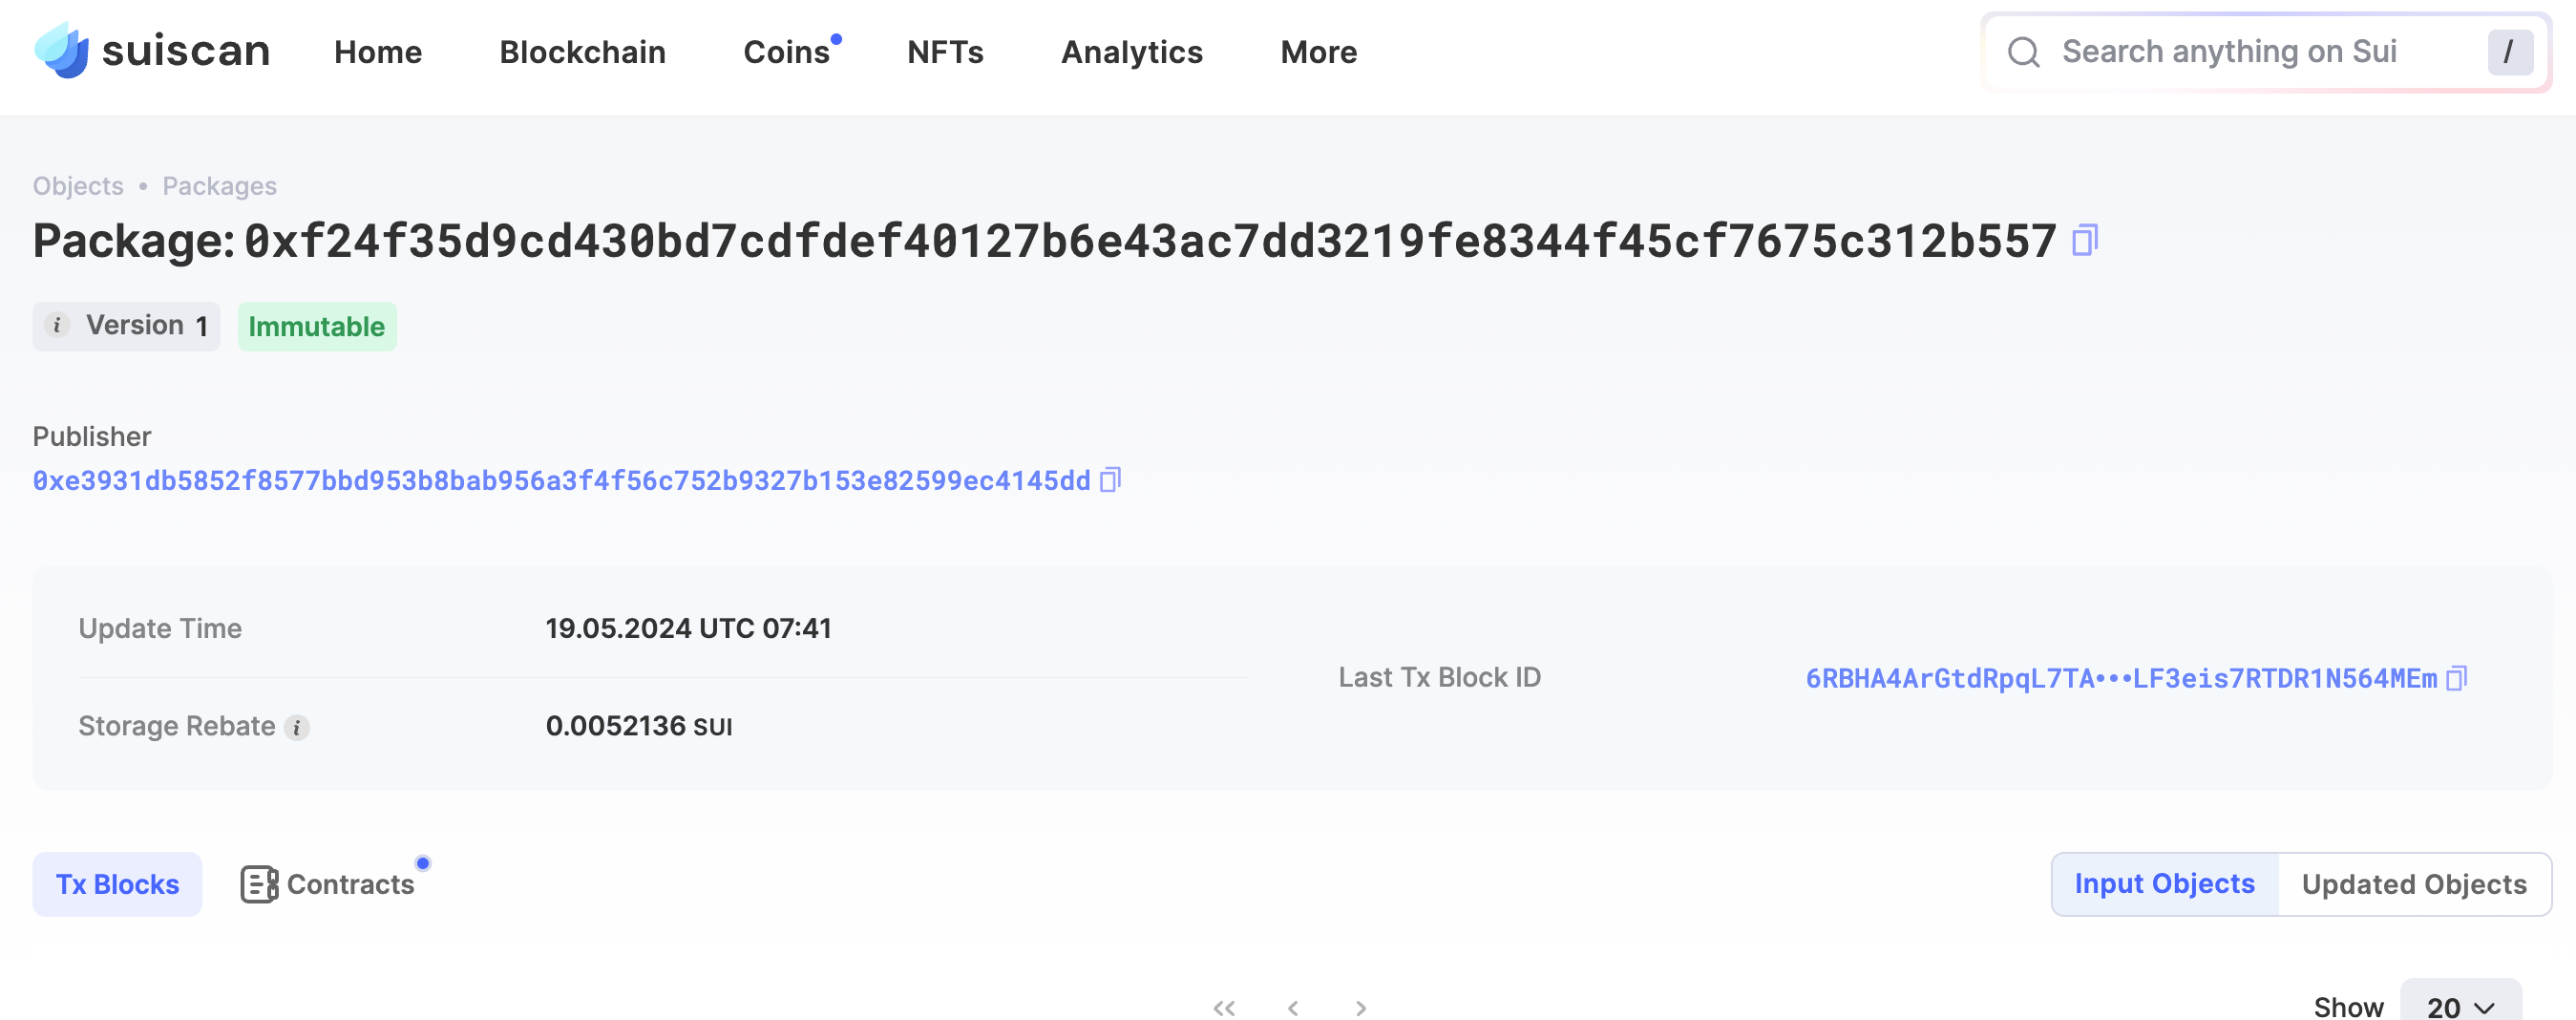 suiscan Home Blockchain Coins NFTs Analytics More Search anything on Sui /
Objects • Packages
Package: 0xf24f35d9cd430bd7cdfdef40127b6e43ac7dd3219fe8344f45cf7675c312b557
i Version 1 Immutable
Publisher
0xe3931db5852f8577bbd953b8bab956a3f4f56c752b9327b153e82599ec4145dd
Update Time 19.05.2024 UTC 07:41
Last Tx Block ID 6RBHA4ArGtdRpqL7TA•••LF3eis7RTDR1N564MEm
Storage Rebate i 0.0052136 SUI
Tx Blocks Contracts Input Objects Updated Objects
Show 20